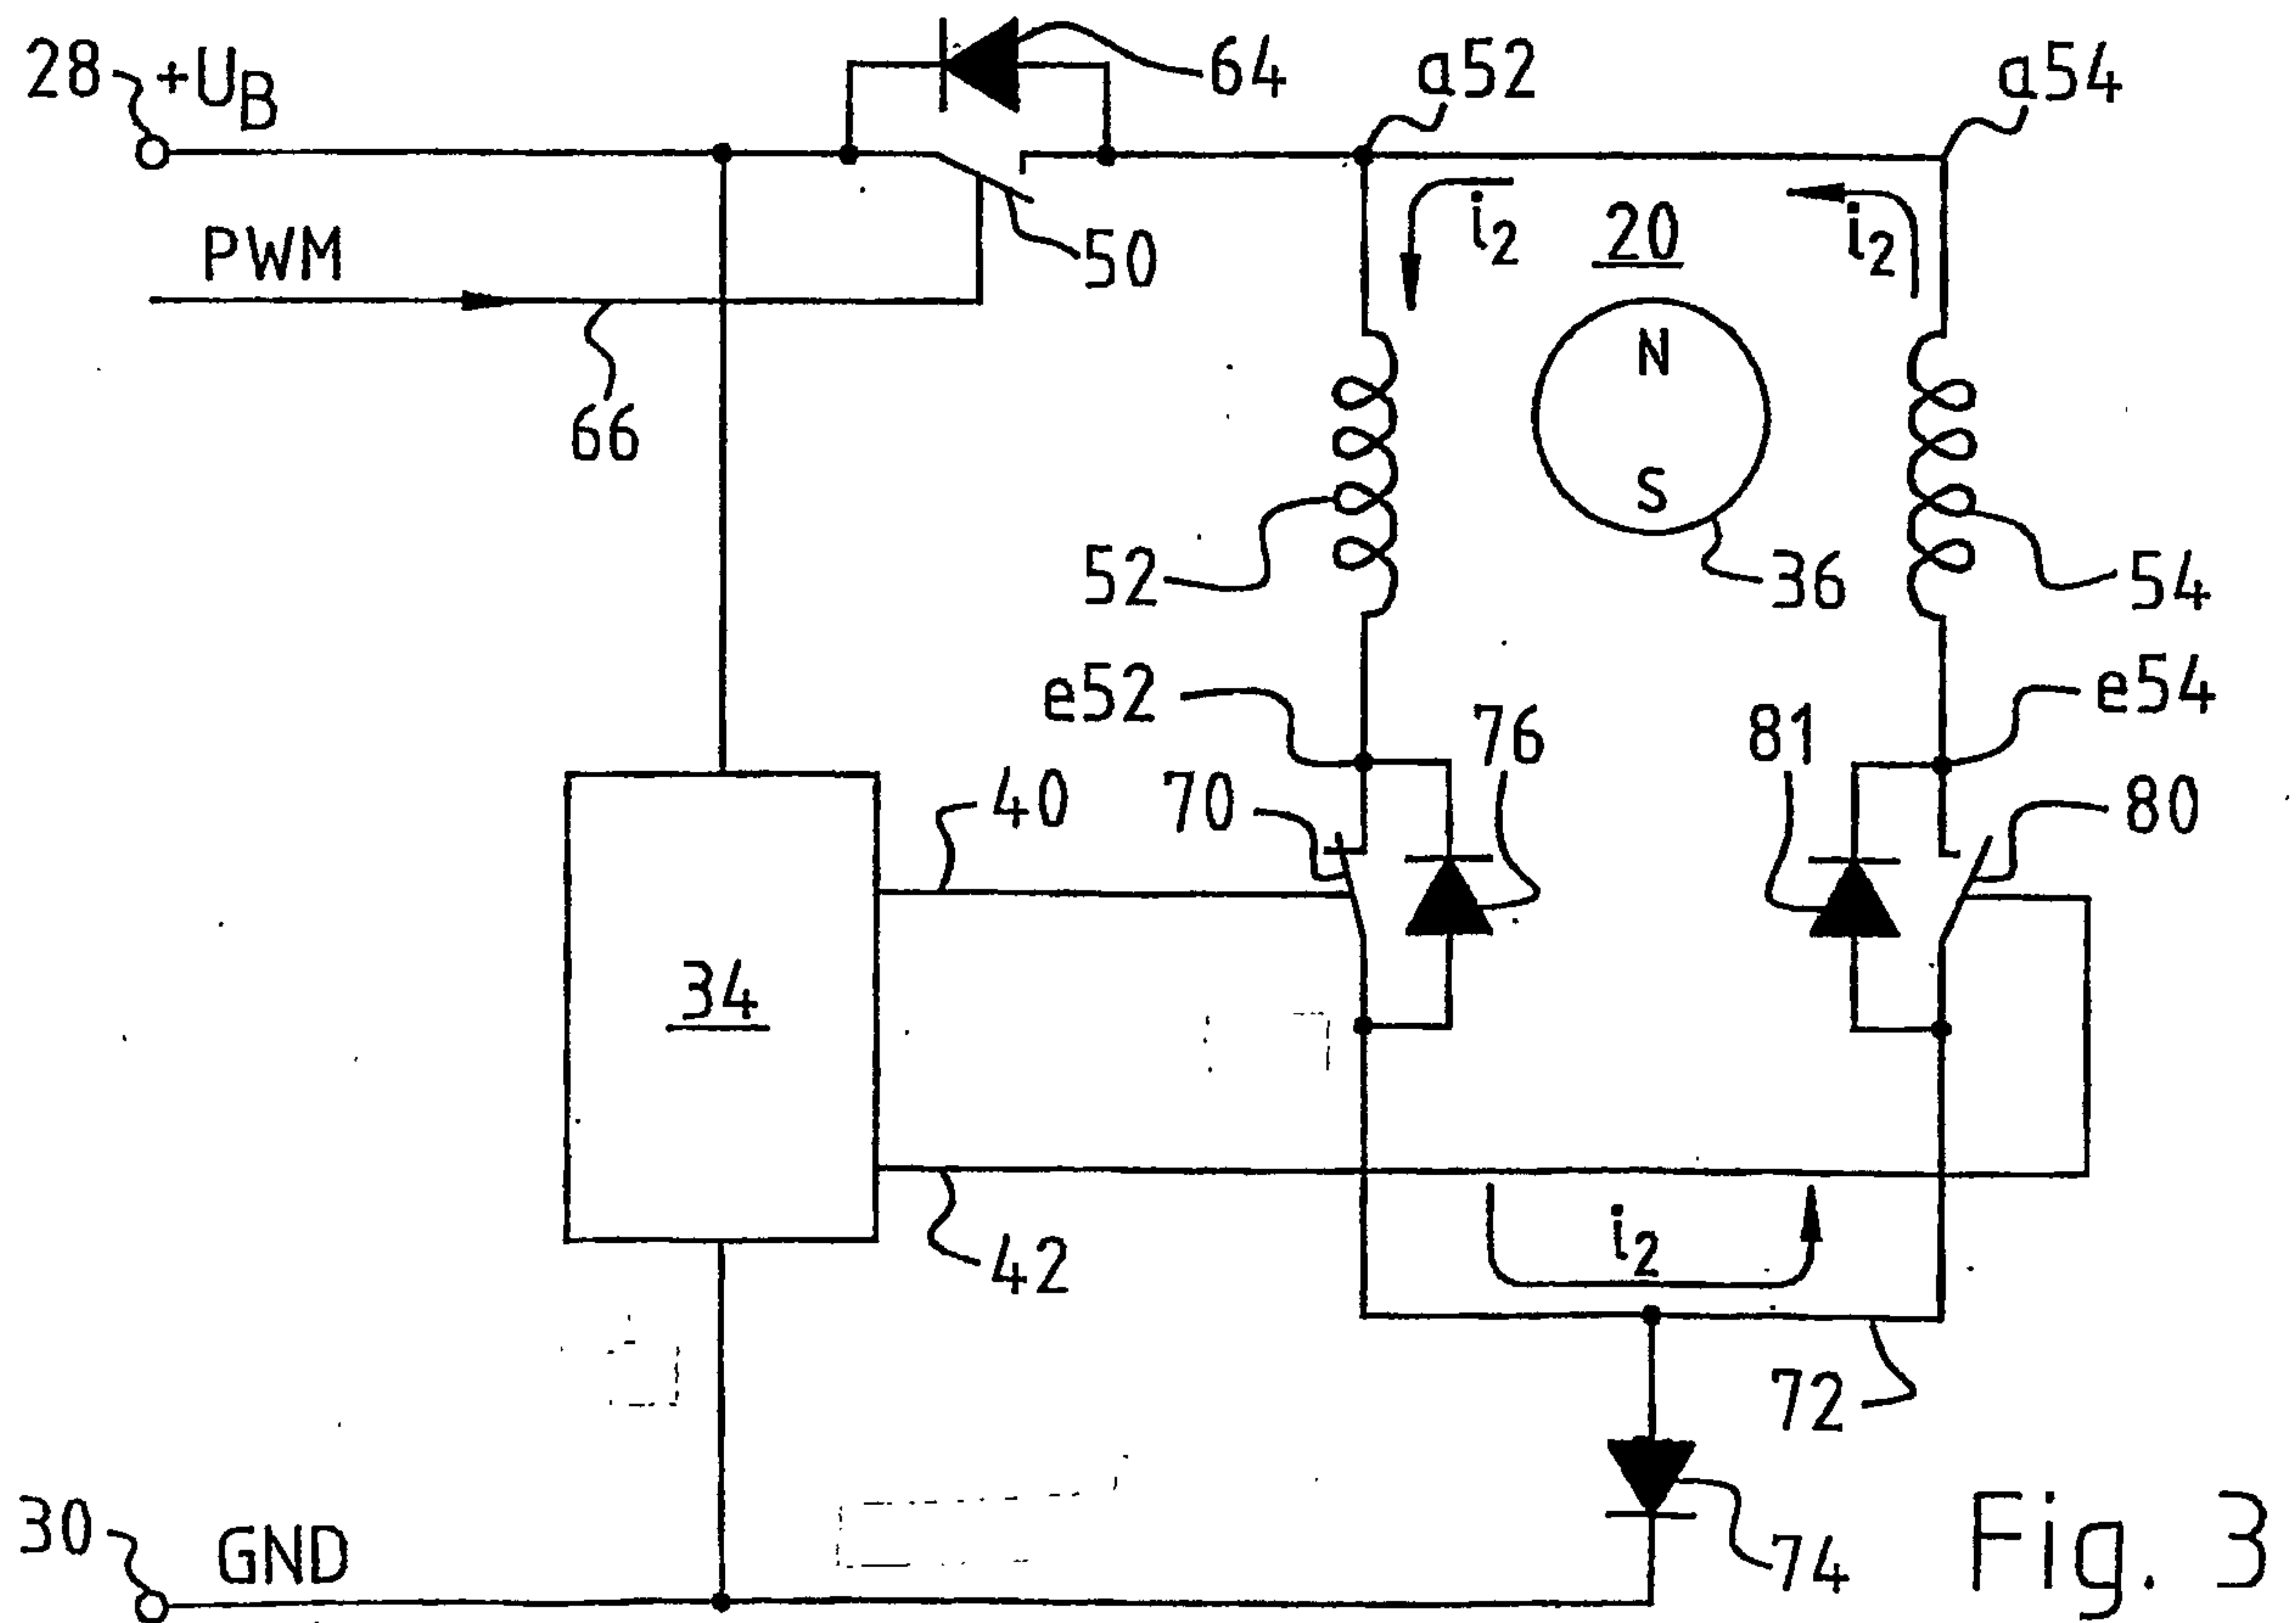 28 +UB 64 a52 a54
PWM 50 i2 20 i2
66 N
S
52 36 54
e52 76 81 e54
70 40 80
34
42 i2
72
30 GND 74 Fig. 3